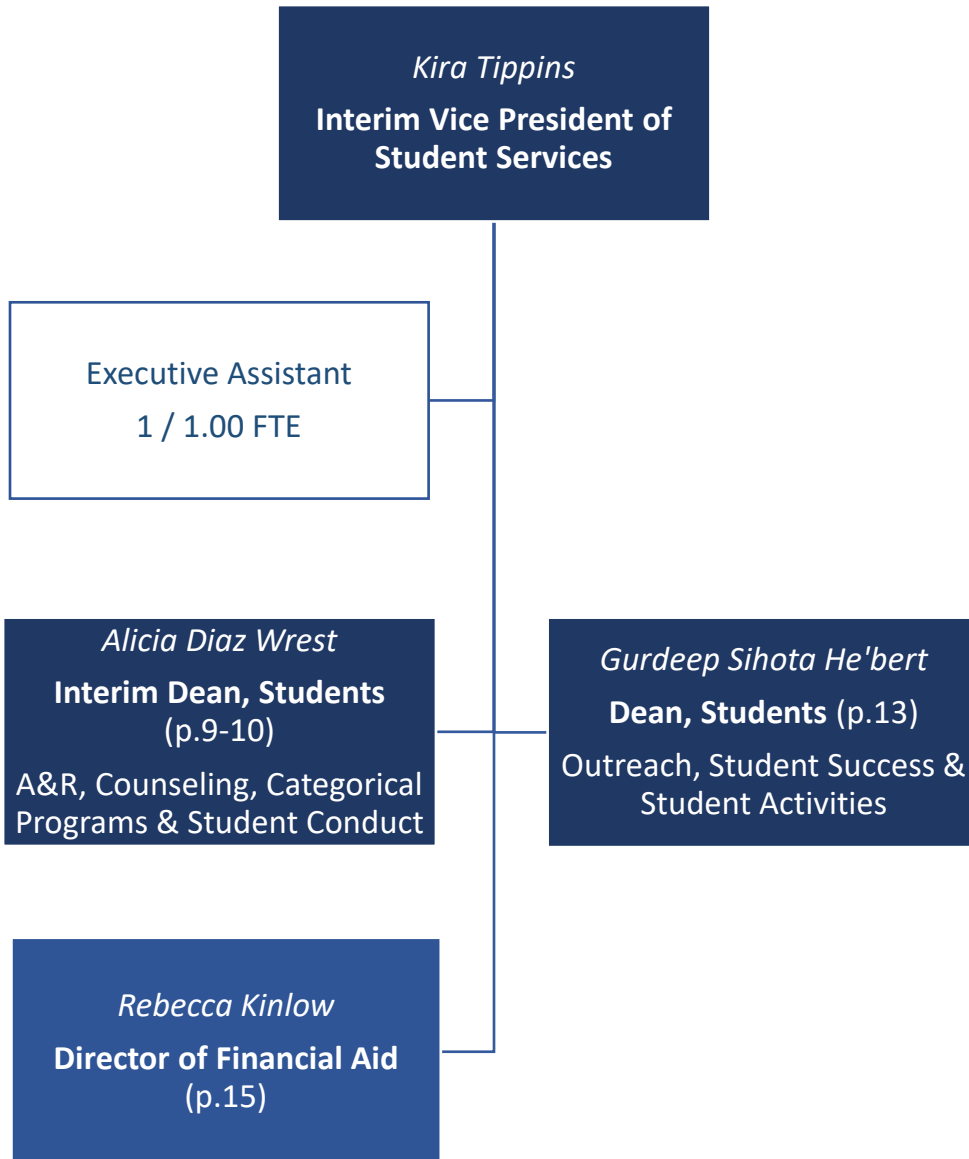 Kira Tippins
Interim Vice President of
Student Services
Executive Assistant
1 / 1.00 FTE
Alicia Diaz Wrest
Interim Dean, Students
(p.9-10)
A&R, Counseling, Categorical
Programs & Student Conduct
Gurdeep Sihota He'bert
Dean, Students (p.13)
Outreach, Student Success &
Student Activities
Rebecca Kinlow
Director of Financial Aid
(p.15)